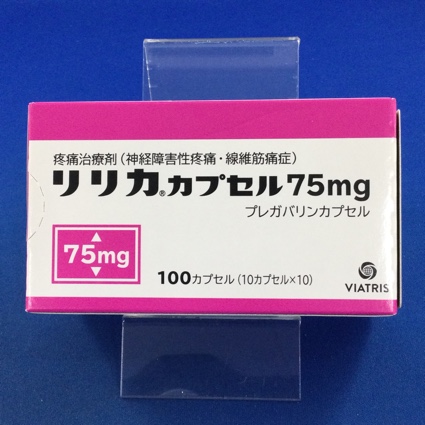 疼痛治療剤（神経障害性疼痛・線維筋痛症）
リリカ®カプセル75mg
プレガバリンカプセル
75mg
100カプセル（10カプセル×10）
VIATRIS